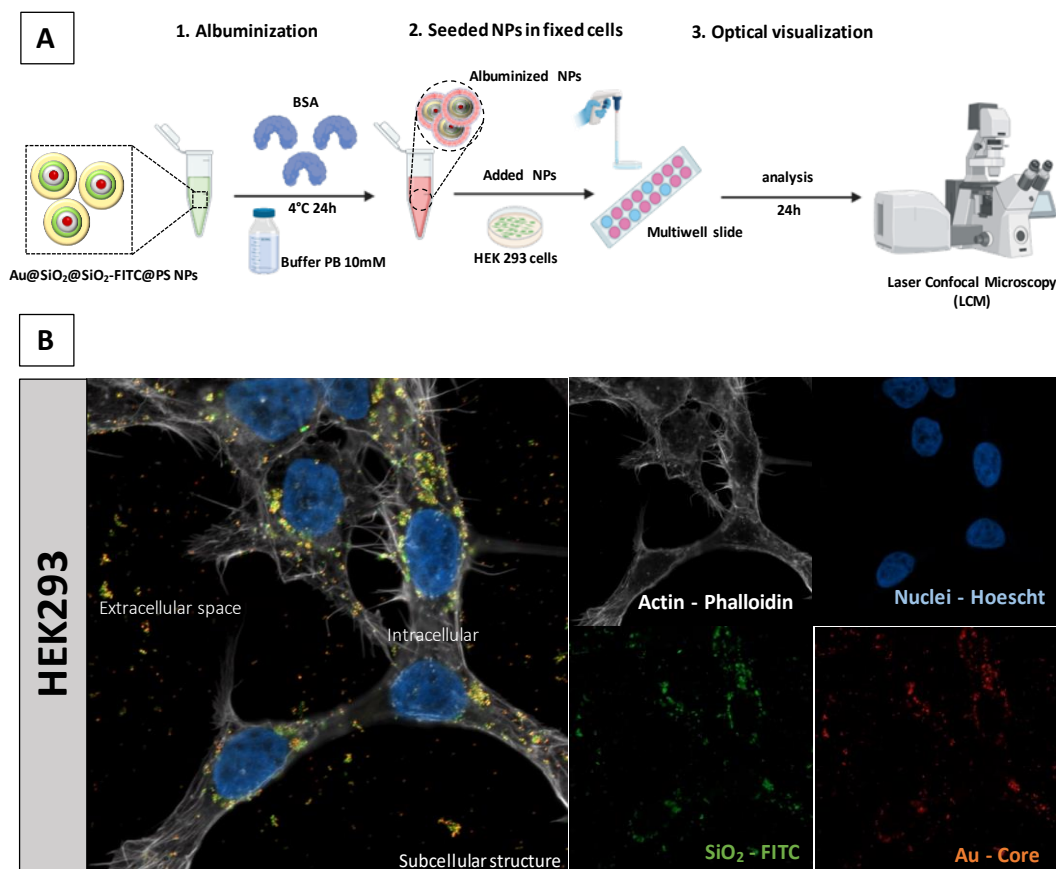 A
1. Albuminization
2. Seeded NPs in fixed cells
3. Optical visualization
Albuminized NPs
BSA
4°C 24h
Added NPs
analysis
24h
Multiwell slide
HEK 293 cells
Buffer PB 10mM
Au@SiO₂@SiO₂-FITC@PS NPs
Laser Confocal Microscopy
(LCM)
B
HEK293
Extracellular space
Intracellular
Subcellular structure
Actin - Phalloidin
Nuclei - Hoescht
SiO₂ - FITC
Au - Core